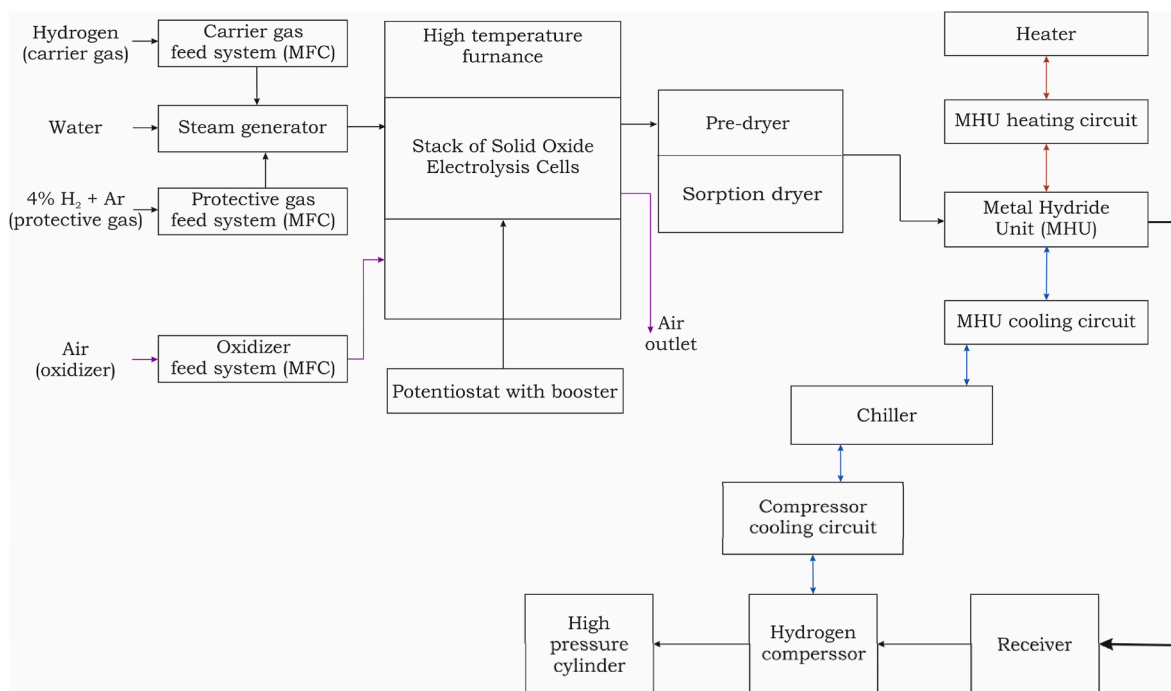 Hydrogen
(carrier gas)
Carrier gas
feed system (MFC)
High temperature
furnance
Heater
Water
Steam generator
Stack of Solid Oxide
Electrolysis Cells
Pre-dryer
Sorption dryer
MHU heating circuit
4% H₂ + Ar
(protective gas)
Protective gas
feed system (MFC)
Metal Hydride
Unit (MHU)
Air
(oxidizer)
Oxidizer
feed system (MFC)
Air
outlet
MHU cooling circuit
Potentiostat with booster
Chiller
Compressor
cooling circuit
High
pressure
cylinder
Hydrogen
comperssor
Receiver